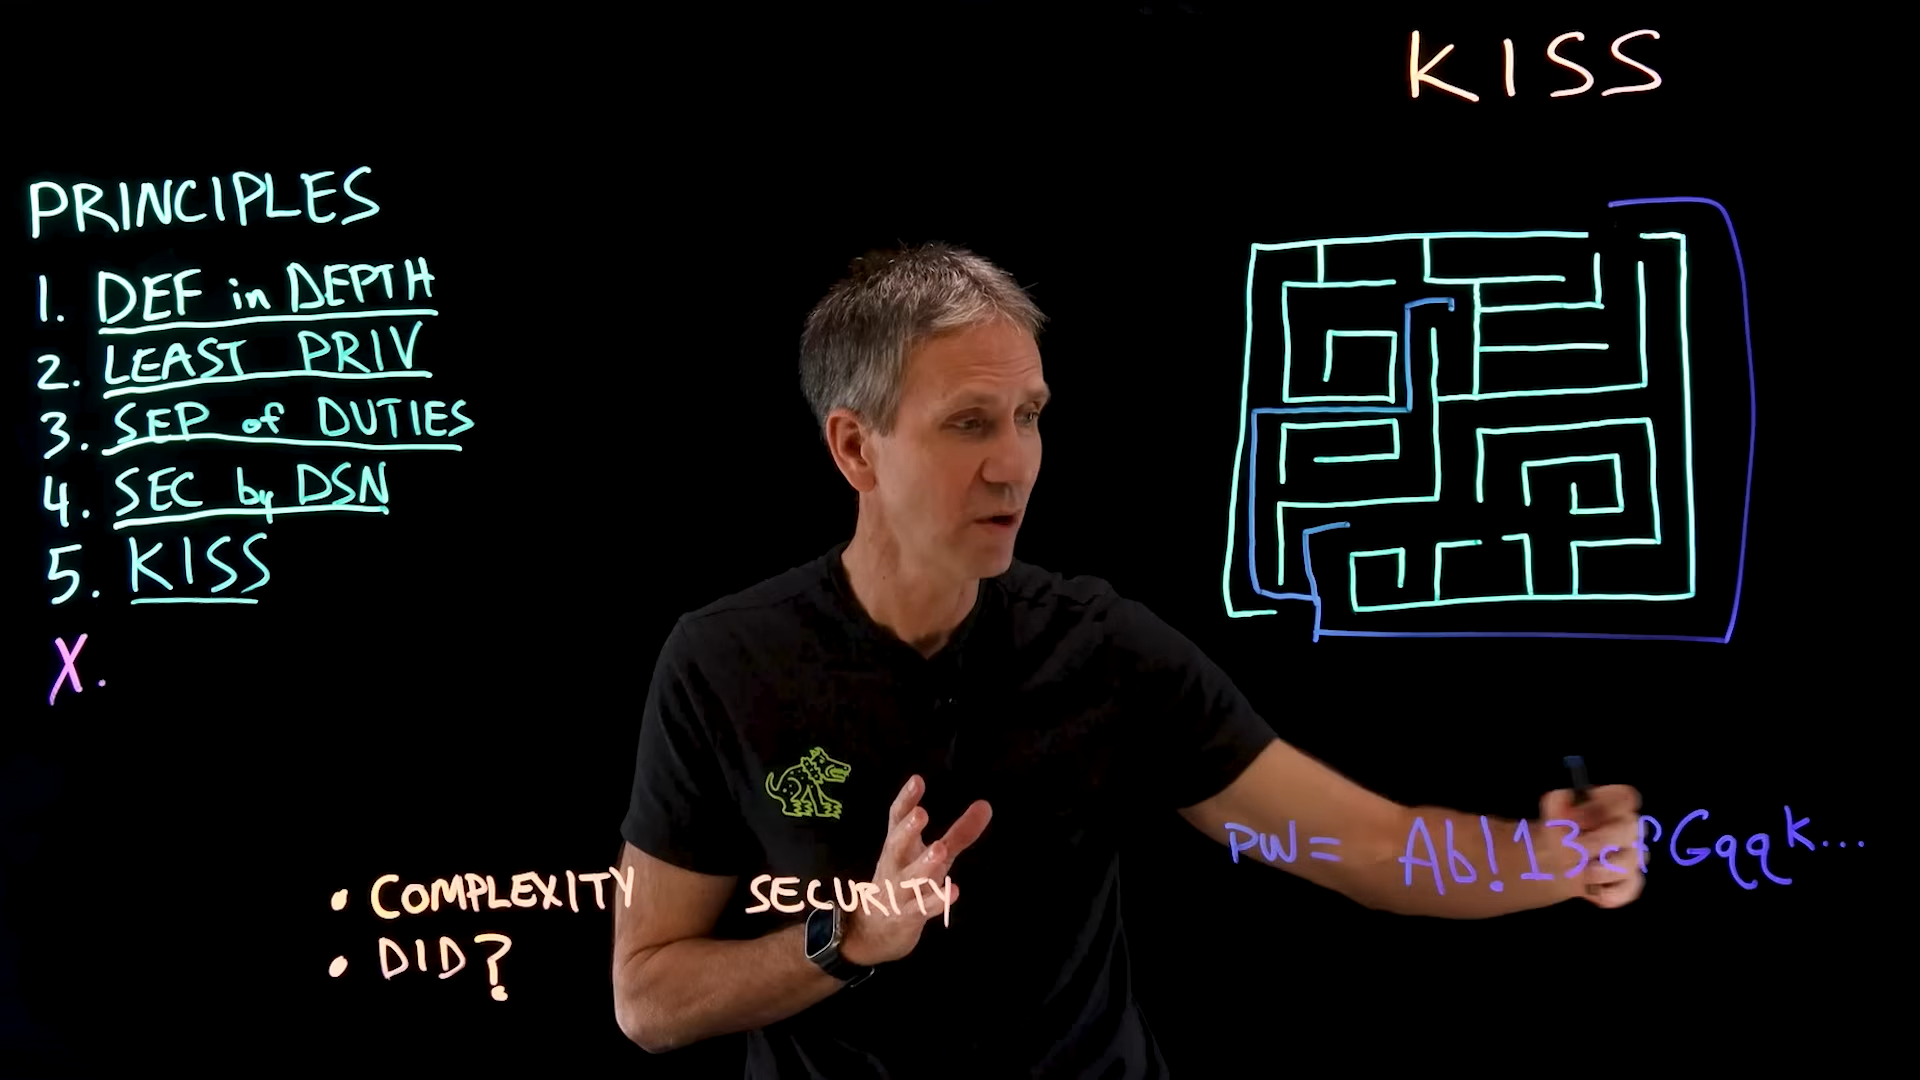 KISS
PRINCIPLES
1. DEF in DEPTH
2. LEAST PRIV
3. SEP of DUTIES
4. SEC by DSN
5. KISS
X.
PW = Ab!13cfGqqk...
• COMPLEXITY SECURITY
• DID?